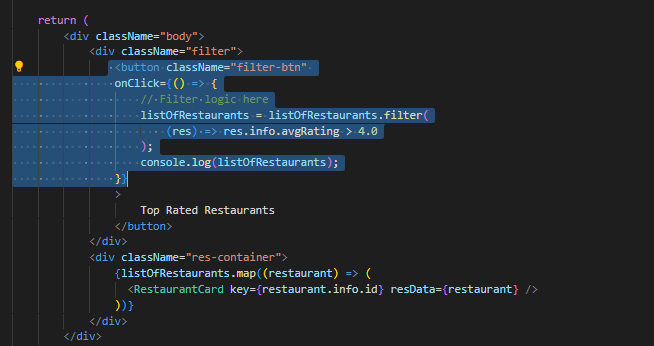 return (
<div className="body">
<div className="filter">
<button className="filter-btn"
onClick={() => {
// Filter logic here
listOfRestaurants = listOfRestaurants.filter(
(res) => res.info.avgRating > 4.0
);
console.log(listOfRestaurants);
}}
>
Top Rated Restaurants
</button>
</div>
<div className="res-container">
{listOfRestaurants.map((restaurant) => (
<RestaurantCard key={restaurant.info.id} resData={restaurant} />
))}
</div>
</div>